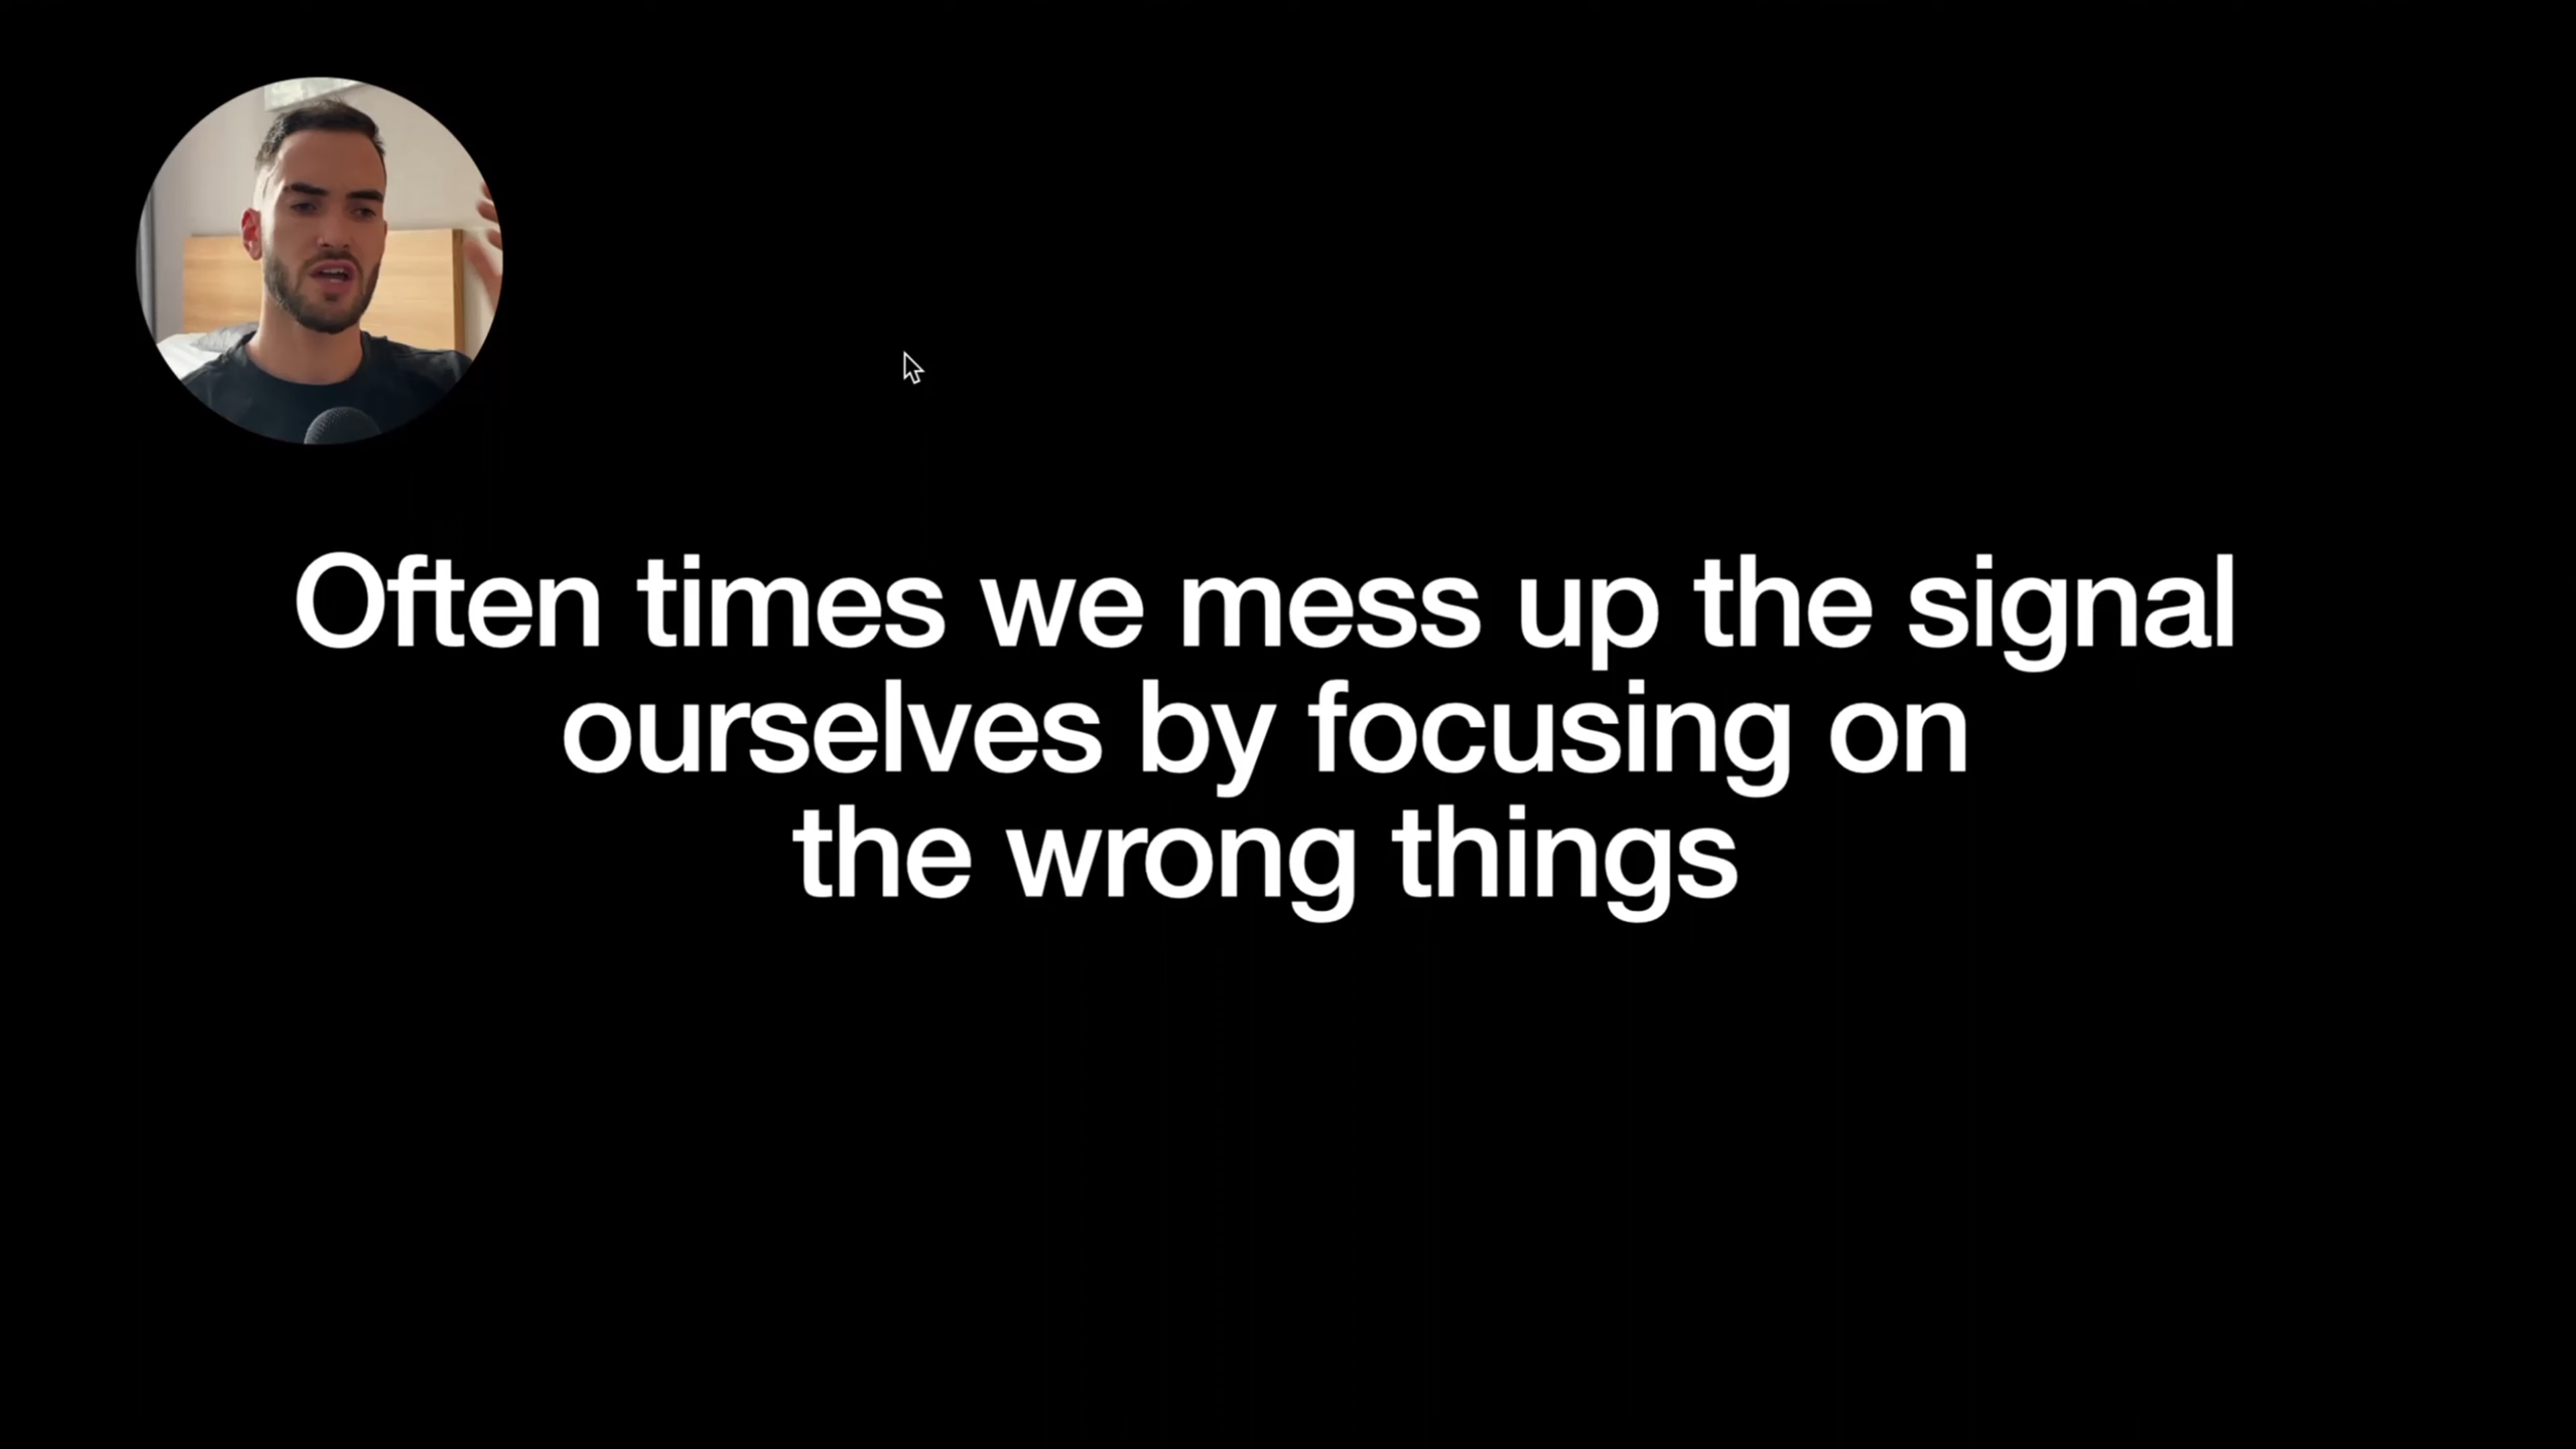 Often times we mess up the signal
ourselves by focusing on
the wrong things